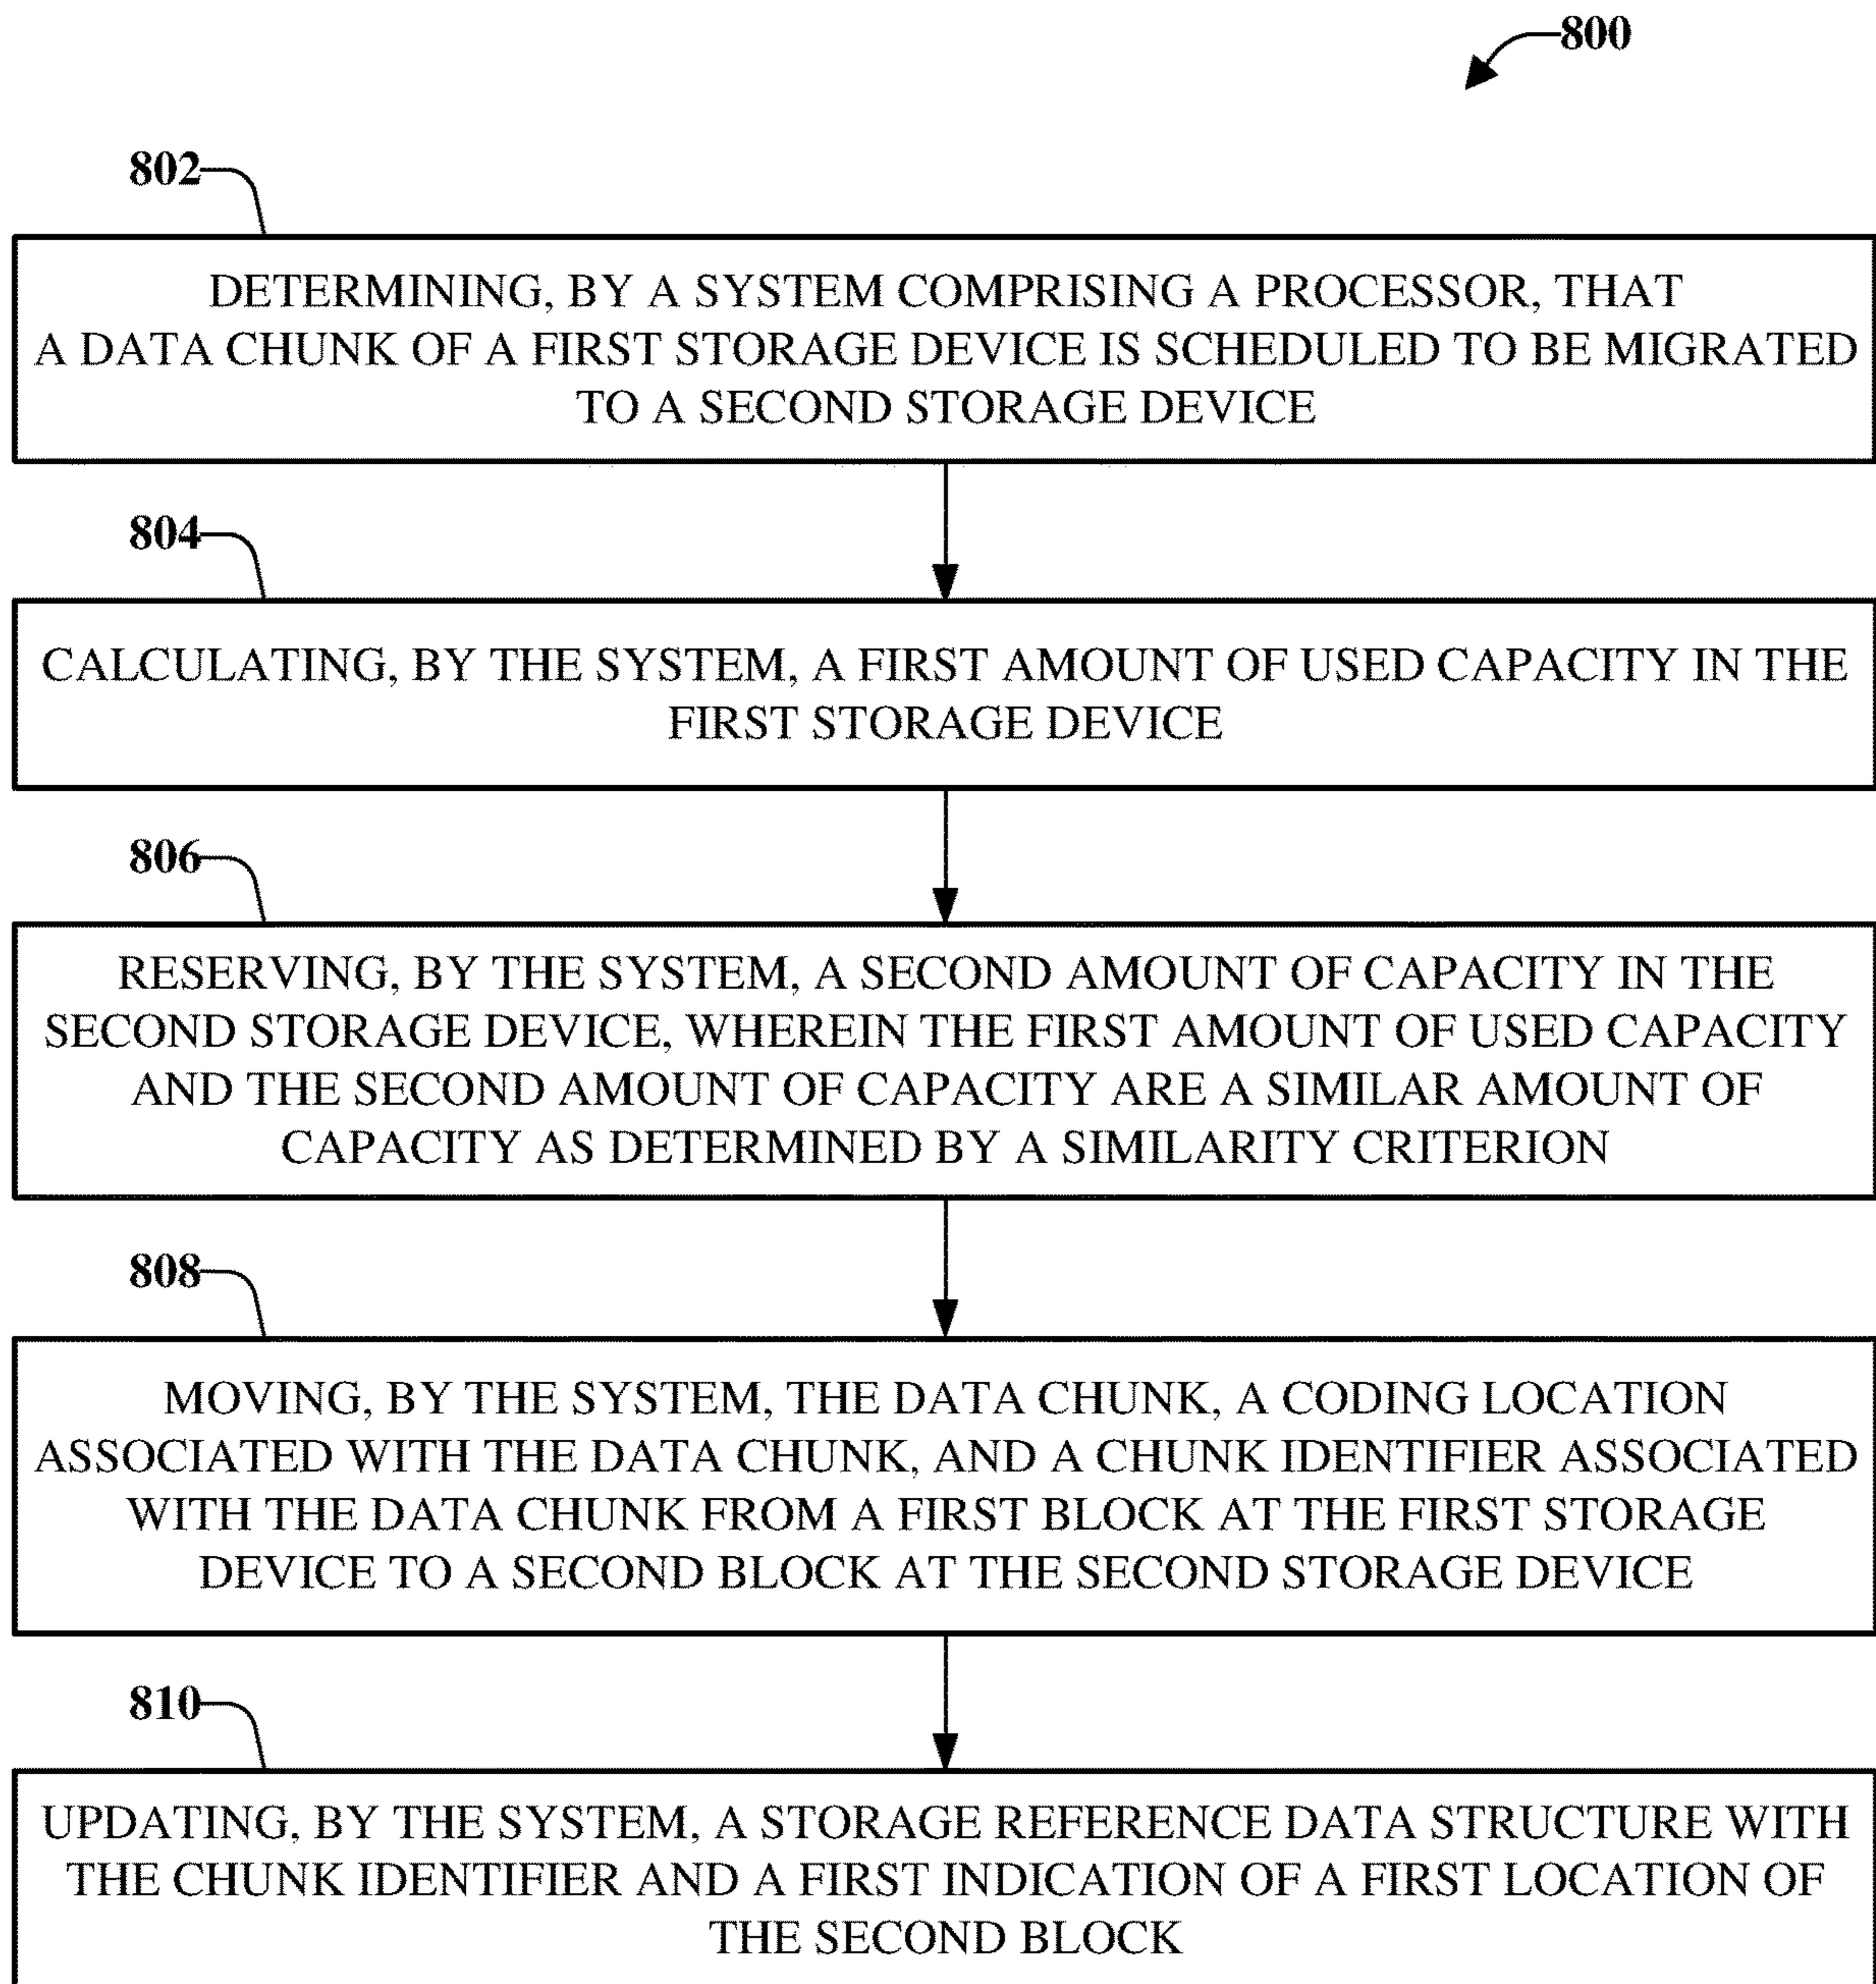 800
802
DETERMINING, BY A SYSTEM COMPRISING A PROCESSOR, THAT
A DATA CHUNK OF A FIRST STORAGE DEVICE IS SCHEDULED TO BE MIGRATED
TO A SECOND STORAGE DEVICE
804
CALCULATING, BY THE SYSTEM, A FIRST AMOUNT OF USED CAPACITY IN THE
FIRST STORAGE DEVICE
806
RESERVING, BY THE SYSTEM, A SECOND AMOUNT OF CAPACITY IN THE
SECOND STORAGE DEVICE, WHEREIN THE FIRST AMOUNT OF USED CAPACITY
AND THE SECOND AMOUNT OF CAPACITY ARE A SIMILAR AMOUNT OF
CAPACITY AS DETERMINED BY A SIMILARITY CRITERION
808
MOVING, BY THE SYSTEM, THE DATA CHUNK, A CODING LOCATION
ASSOCIATED WITH THE DATA CHUNK, AND A CHUNK IDENTIFIER ASSOCIATED
WITH THE DATA CHUNK FROM A FIRST BLOCK AT THE FIRST STORAGE
DEVICE TO A SECOND BLOCK AT THE SECOND STORAGE DEVICE
810
UPDATING, BY THE SYSTEM, A STORAGE REFERENCE DATA STRUCTURE WITH
THE CHUNK IDENTIFIER AND A FIRST INDICATION OF A FIRST LOCATION OF
THE SECOND BLOCK